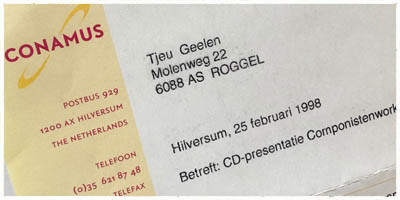 CONAMUS
POSTBUS 929
1200 AX HILVERSUM
THE NETHERLANDS
TELEFOON
(0)35 621 87 48
TELEFAX
Tjeu Geelen
Molenweg 22
6088 AS ROGGEL
Hilversum, 25 februari 1998
Betreft: CD-presentatie Componistenwork